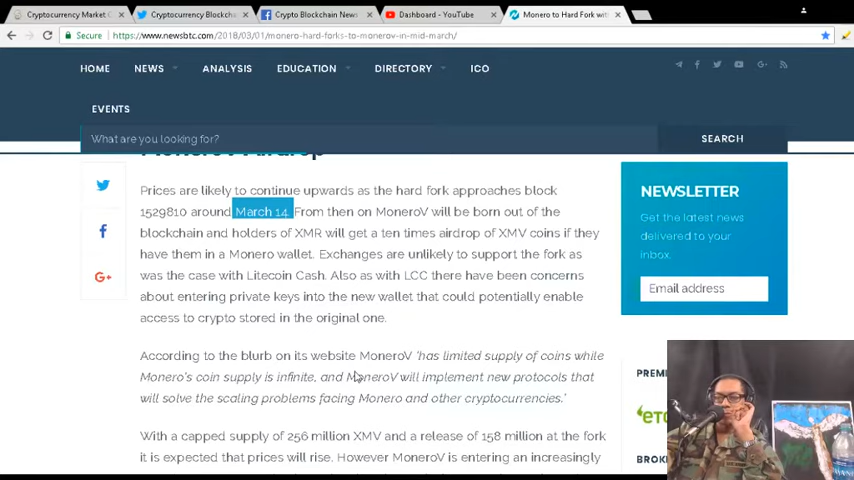 Cryptocurrency Market C
Cryptocurrency Blockcha
Crypto Blockchain News
Dashboard - YouTube
Monero to Hard Fork with
Secure
https://www.newsbtc.com/2018/03/01/monero-hard-forks-to-monerov-in-mid-march/
HOME NEWS ANALYSIS EDUCATION DIRECTORY ICO
EVENTS
What are you looking for?
SEARCH
MoneroV Airdrop
Prices are likely to continue upwards as the hard fork approaches block
1529810 around March 14. From then on MoneroV will be born out of the
blockchain and holders of XMR will get a ten times airdrop of XMV coins if they
have them in a Monero wallet. Exchanges are unlikely to support the fork as
was the case with Litecoin Cash. Also as with LCC there have been concerns
about entering private keys into the new wallet that could potentially enable
access to crypto stored in the original one.
According to the blurb on its website MoneroV 'has limited supply of coins while
Monero's coin supply is infinite, and MoneroV will implement new protocols that
will solve the scaling problems facing Monero and other cryptocurrencies.'
With a capped supply of 256 million XMV and a release of 158 million at the fork
it is expected that prices will rise. However MoneroV is entering an increasingly
NEWSLETTER
Get the latest news
delivered to your
inbox.
Email address
PREMI
eto
BROK